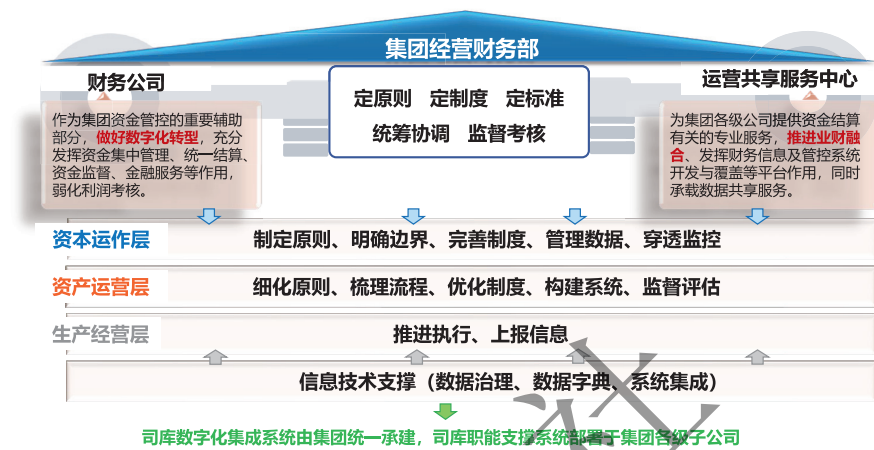 集团经营财务部
财务公司
定原则 定制度 定标准
统筹协调 监督考核
运营共享服务中心
作为集团资金管控的重要辅助
部分，做好数字化转型，充分
发挥资金集中管理、统一结算、
资金监督、金融服务等作用，
弱化利润考核。
为集团各级公司提供资金结算
有关的专业服务，推进业财融
合、发挥财务信息及管控系统
开发与覆盖等平台作用，同时
承载数据共享服务。
资本运作层 制定原则、明确边界、完善制度、管理数据、穿透监控
资产运营层 细化原则、梳理流程、优化制度、构建系统、监督评估
生产经营层 推进执行、上报信息
信息技术支撑（数据治理、数据字典、系统集成）
司库数字化集成系统由集团统一承建，司库职能支撑系统部署于集团各级子公司
社